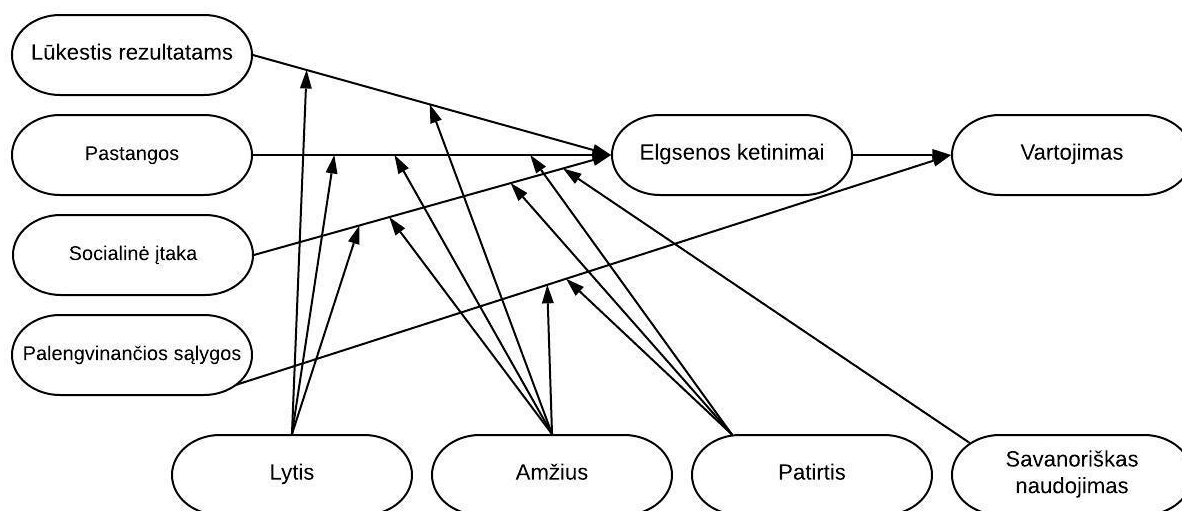 Lūkestis rezultatams
Pastangos
Elgsenos ketinimai
Vartojimas
Socialinė įtaka
Palengvinančios sąlygos
Lytis
Amžius
Patirtis
Savanoriškas
naudojimas